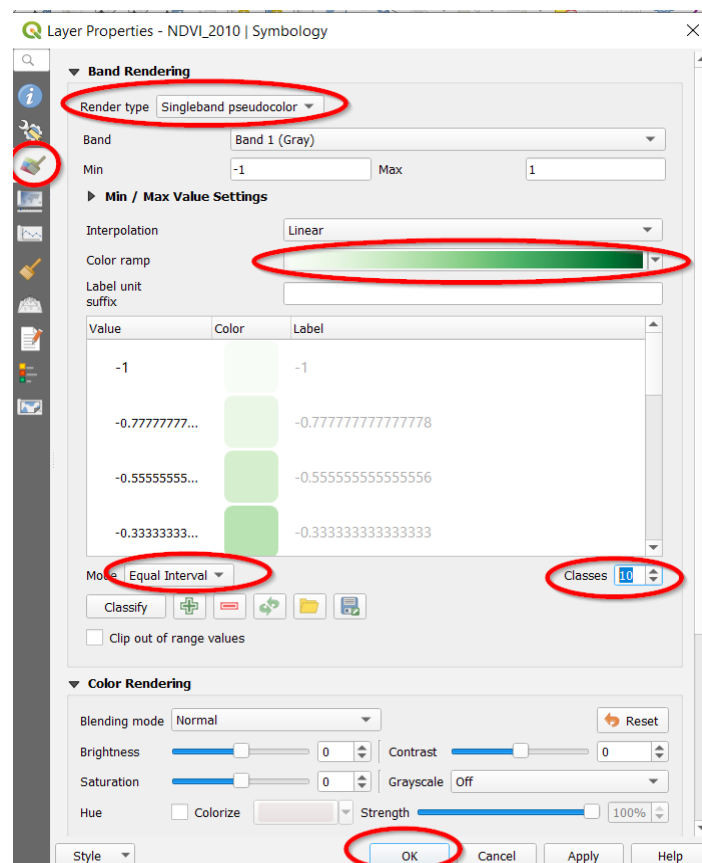 Layer Properties - NDVI_2010 | Symbology
Band Rendering
Render type Singleband pseudocolor
Band Band 1 (Gray)
Min -1 Max 1
Min / Max Value Settings
Interpolation Linear
Color ramp
Label unit
suffix
Value Color Label
-1 -1
-0.77777777... -0.777777777777778
-0.55555555... -0.555555555555556
-0.33333333... -0.333333333333333
Mode Equal Interval Classes 10
Classify
Clip out of range values
Color Rendering
Blending mode Normal Reset
Brightness 0 Contrast 0
Saturation 0 Grayscale Off
Hue Colorize Strength 100%
Style OK Cancel Apply Help